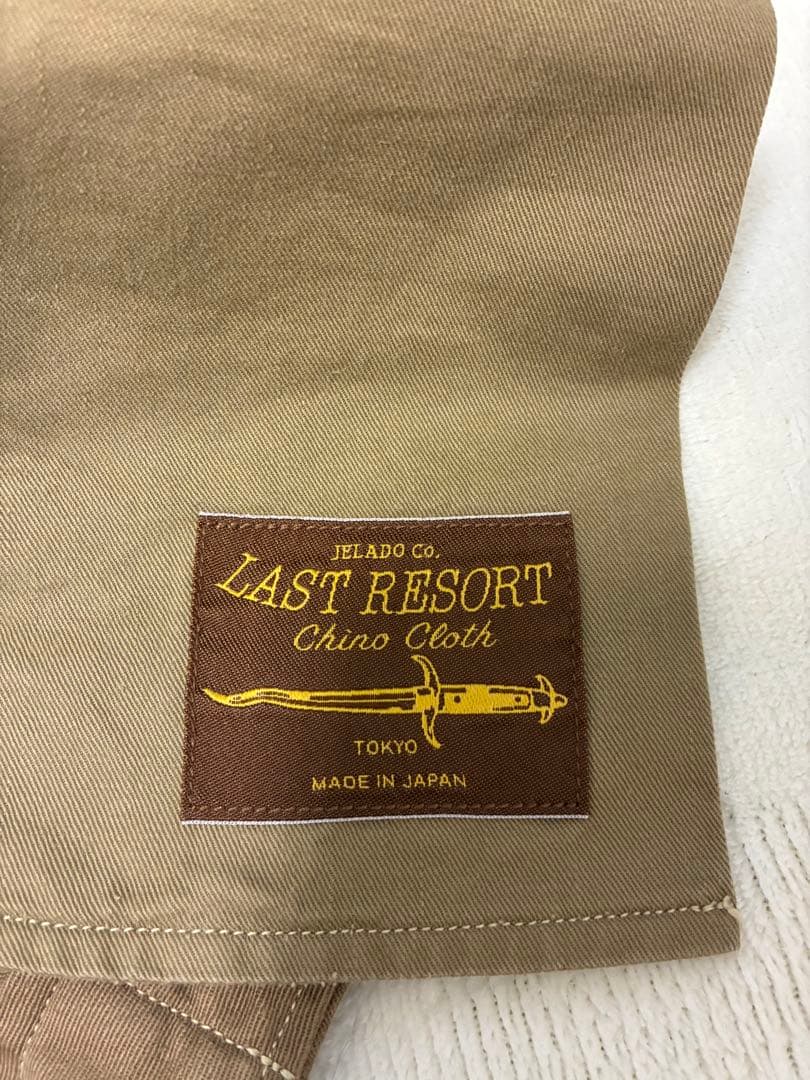 JELADO Co.
LAST RESORT
Chino Cloth
TOKYO
MADE IN JAPAN